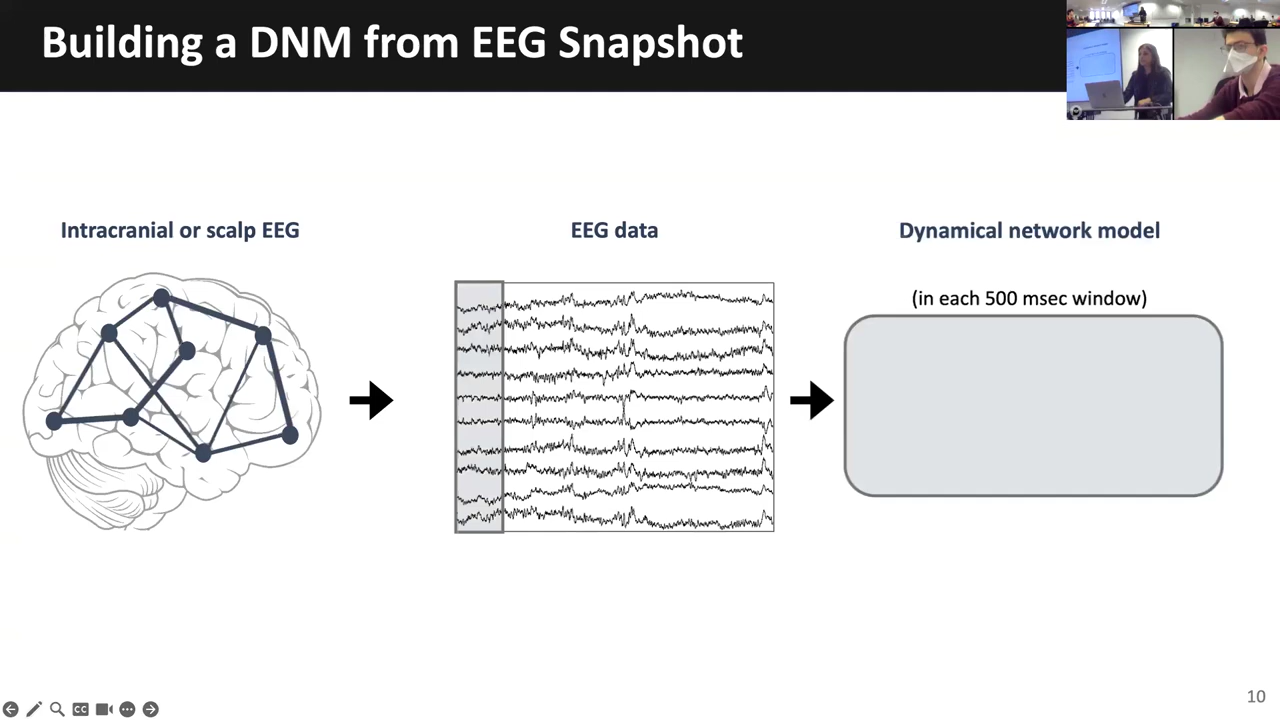 Building a DNM from EEG Snapshot
Intracranial or scalp EEG
EEG data
Dynamical network model
(in each 500 msec window)
CC
10